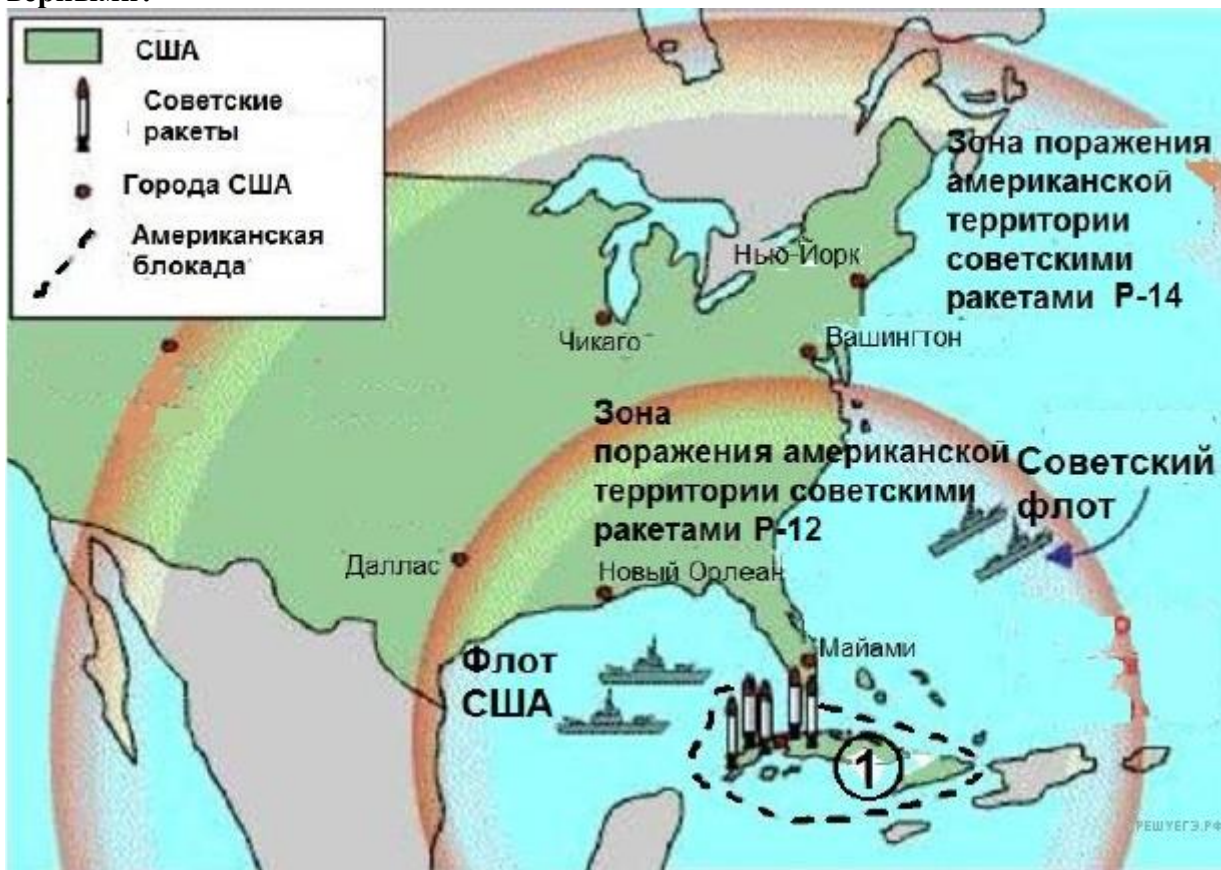 верными?
США
Советские
ракеты
Города США
Американская
блокада
Зона поражения
американской
территории
советскими
ракетами Р-14
Нью-Йорк
Чикаго
Вашингтон
Зона
поражения американской
территории советскими
ракетами Р-12
Советский
флот
Даллас
Новый Орлеан
Майами
Флот
США
1
РЕШУЕГЭ.РФ